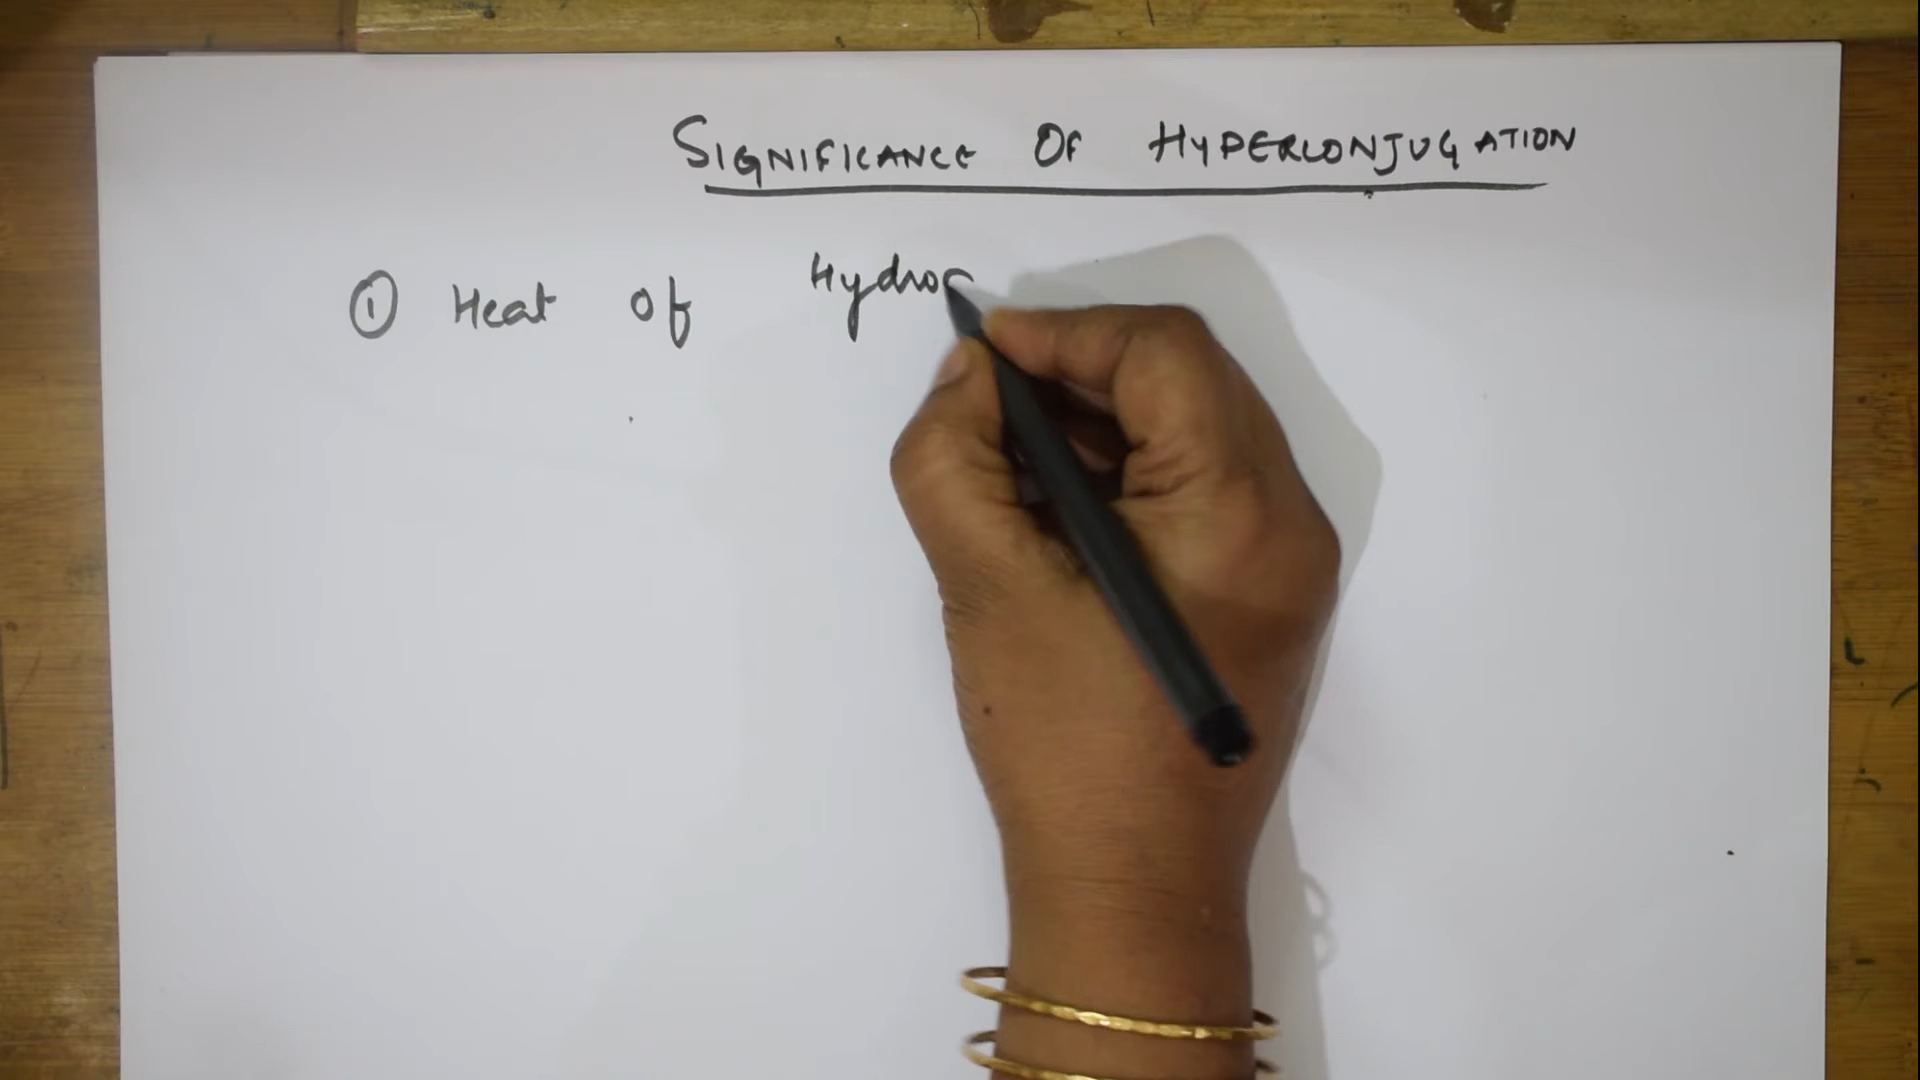 SIGNIFICANCE OF HYPERCONJUGATION
① Heat of Hydro